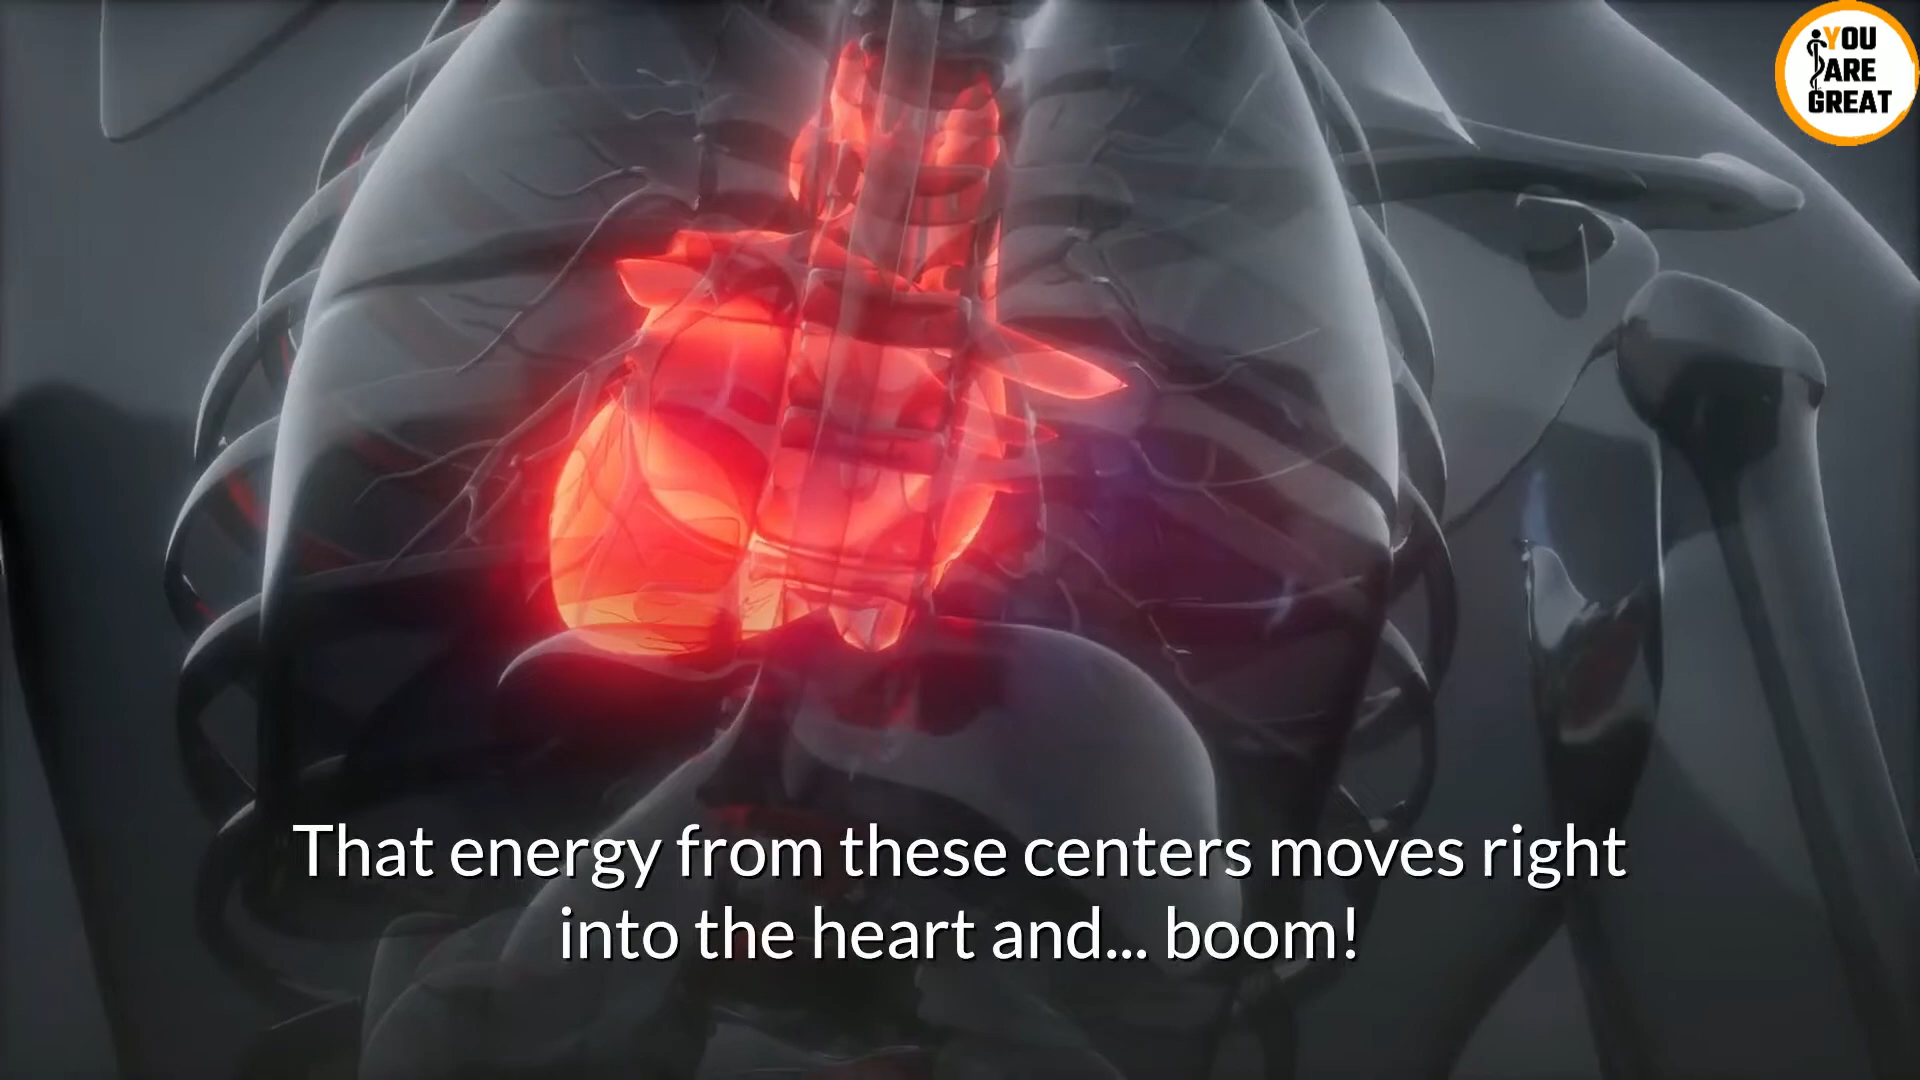 YOU
ARE
GREAT
That energy from these centers moves right
into the heart and... boom!